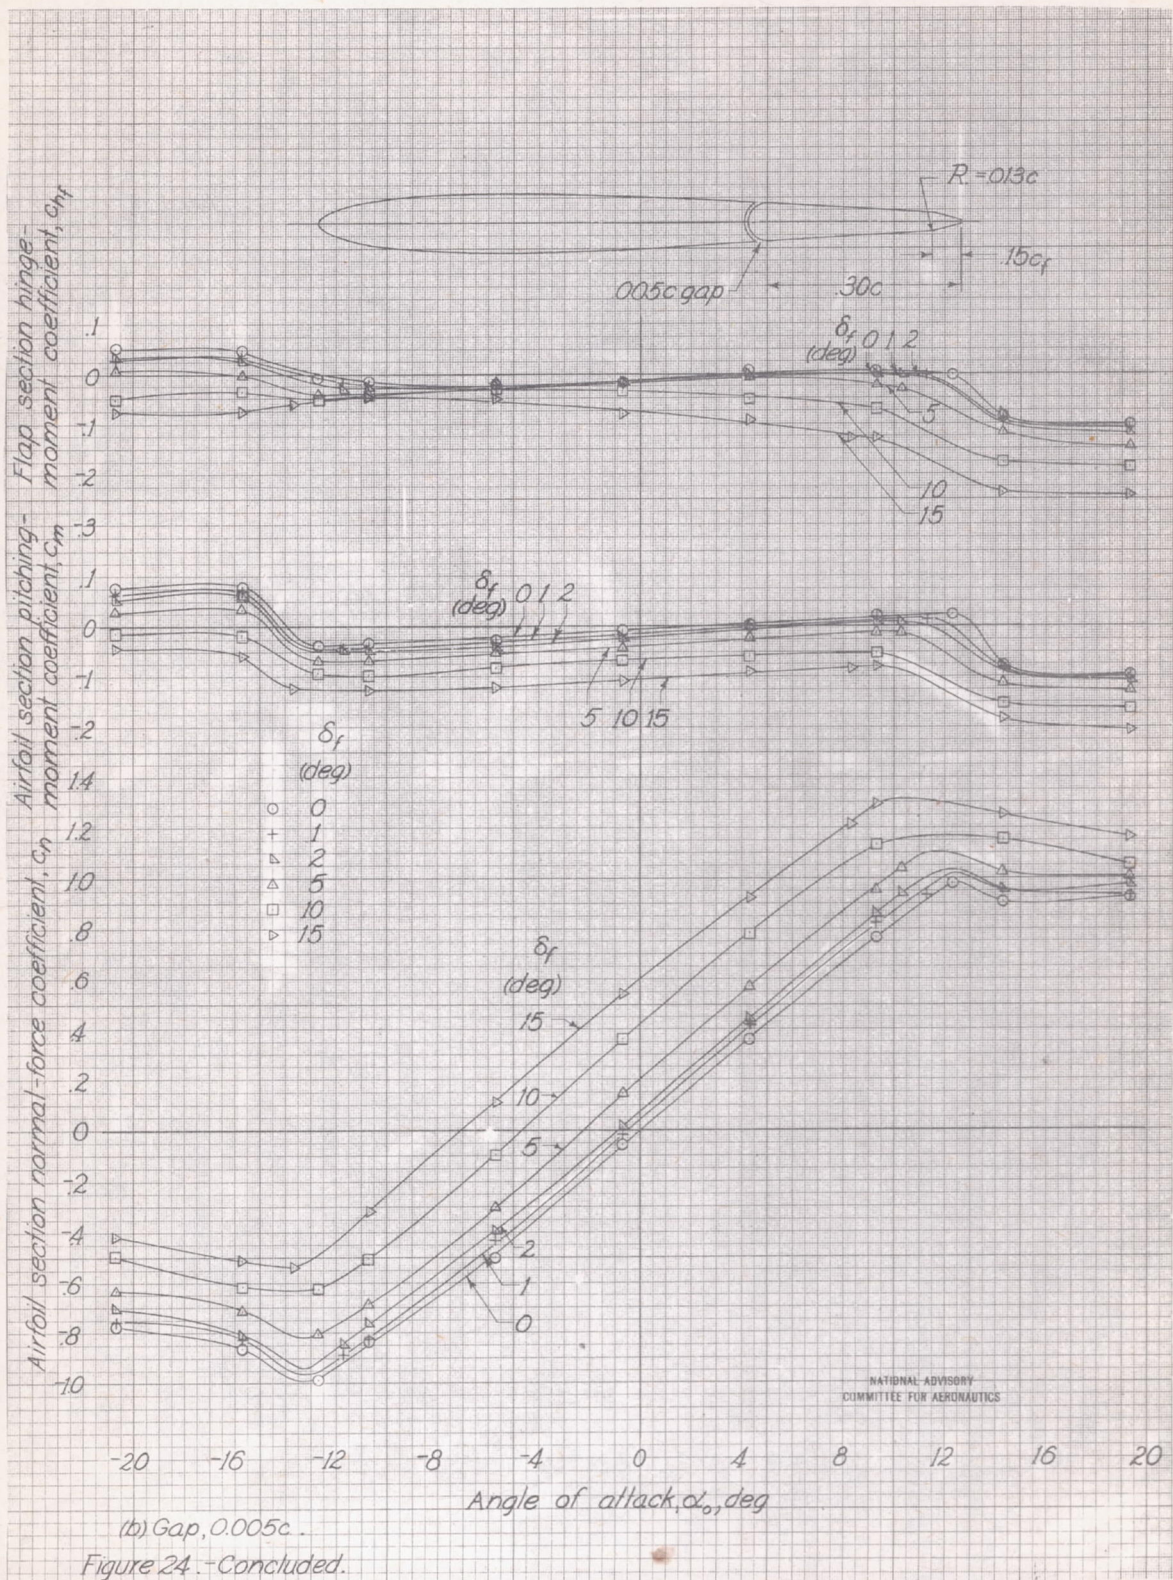 R = .013c
.15c_f
.005c gap
.30c
Flap section hinge-
moment coefficient, c_hf
.1
0
-.1
-.2
-.3
δ_f
(deg)
0 1 2
5
10
15
Airfoil section pitching-
moment coefficient, c_m
.1
0
-.1
-.2
δ_f
(deg)
0 1 2
5 10 15
Airfoil section normal-force coefficient, c_n
1.4
1.2
1.0
.8
.6
.4
.2
0
-.2
-.4
-.6
-.8
-1.0
δ_f
(deg)
0
1
2
5
10
15
δ_f
(deg)
15
10
5
2
1
0
NATIONAL ADVISORY
COMMITTEE FOR AERONAUTICS
-20 -16 -12 -8 -4 0 4 8 12 16 20
Angle of attack, α_o, deg
(b) Gap, 0.005c.
Figure 24.-Concluded.